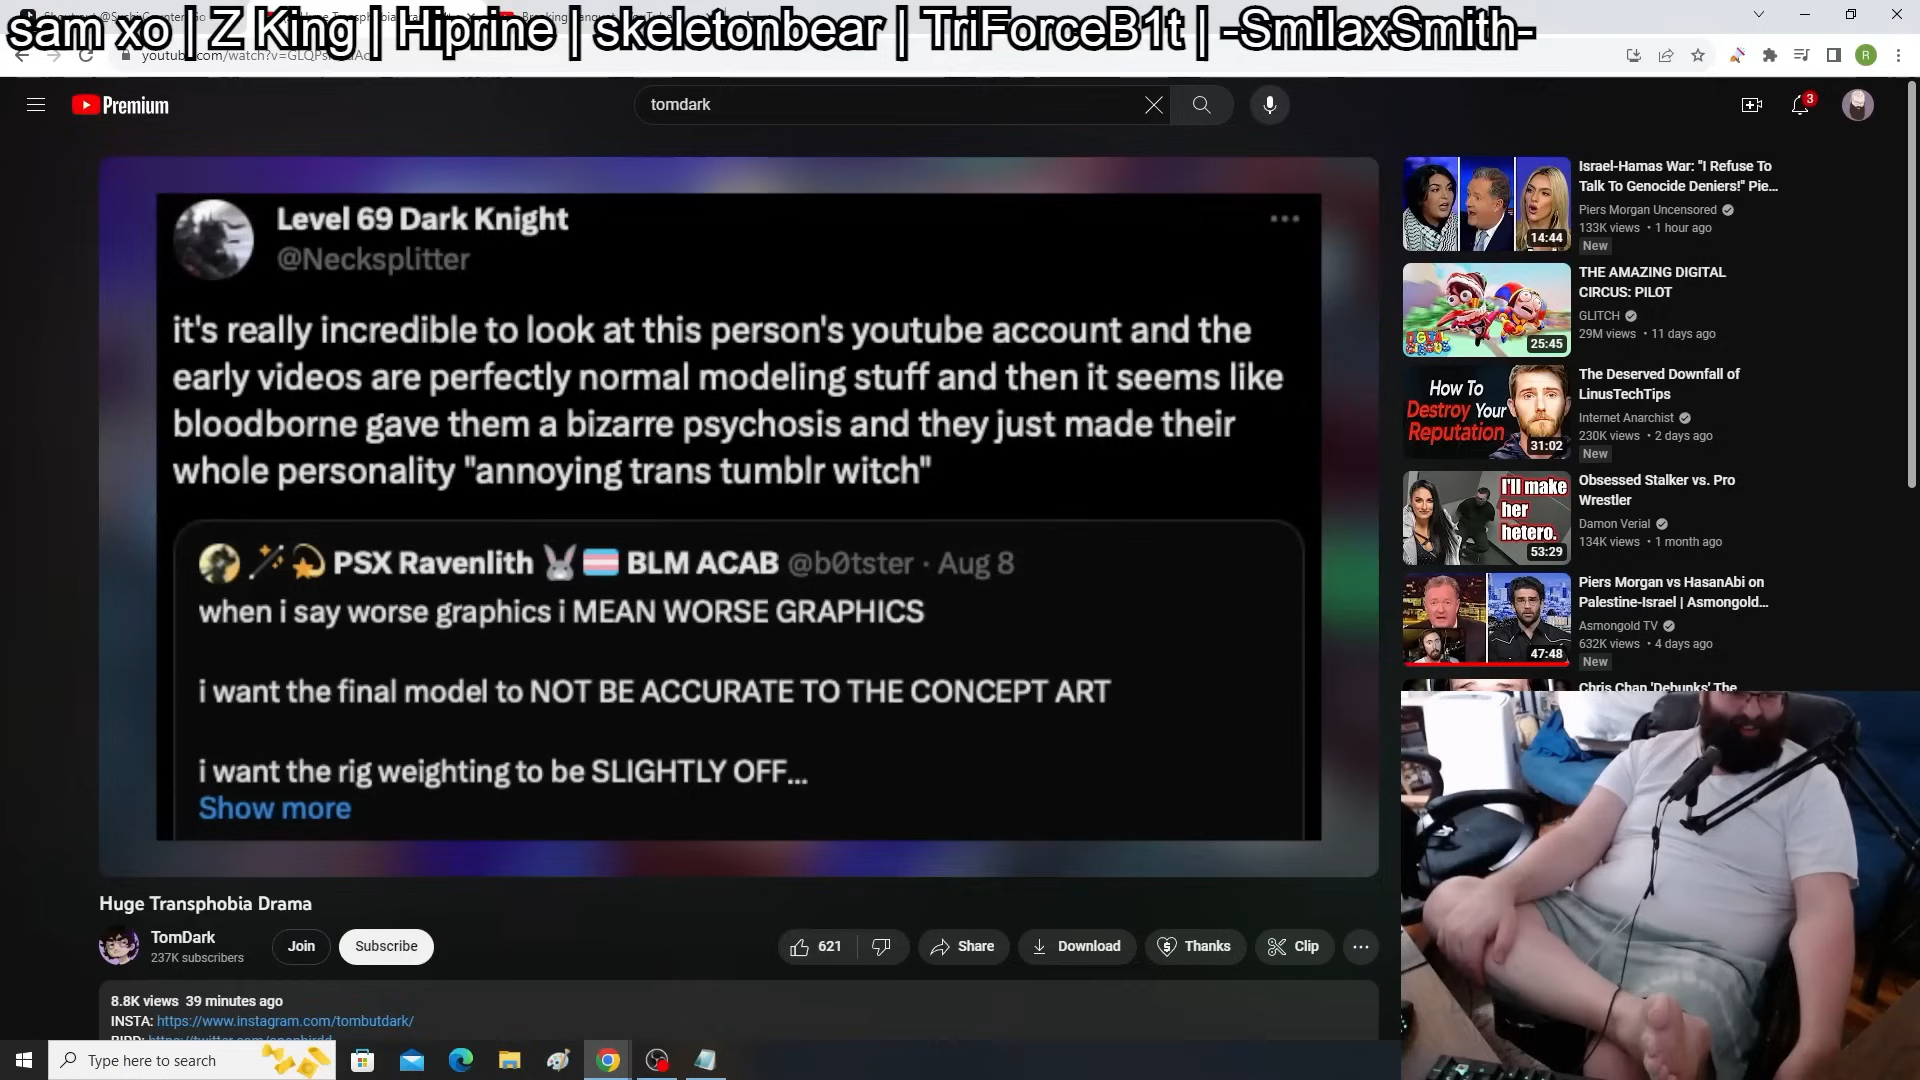 sam xo | Z King | Hiprine | skeletonbear | TriForceB1t | -SmilaxSmith-
Premium
tomdark
3
R
Level 69 Dark Knight
@Necksplitter
it's really incredible to look at this person's youtube account and the
early videos are perfectly normal modeling stuff and then it seems like
bloodborne gave them a bizarre psychosis and they just made their
whole personality "annoying trans tumblr witch"
PSX Ravenlith BLM ACAB @b0tster · Aug 8
when i say worse graphics i MEAN WORSE GRAPHICS
i want the final model to NOT BE ACCURATE TO THE CONCEPT ART
i want the rig weighting to be SLIGHTLY OFF...
Show more
Huge Transphobia Drama
TomDark
237K subscribers
Join
Subscribe
621
Share
Download
Thanks
Clip
8.8K views 39 minutes ago
INSTA: https://www.instagram.com/tombutdark/
Israel-Hamas War: "I Refuse To
Talk To Genocide Deniers!" Pie...
Piers Morgan Uncensored
133K views • 1 hour ago
New
14:44
THE AMAZING DIGITAL
CIRCUS: PILOT
GLITCH
29M views • 11 days ago
25:45
How To
Destroy Your
Reputation
31:02
The Deserved Downfall of
LinusTechTips
Internet Anarchist
230K views • 2 days ago
New
I'll make
her
hetero.
53:29
Obsessed Stalker vs. Pro
Wrestler
Damon Verial
134K views • 1 month ago
Piers Morgan vs HasanAbi on
Palestine-Israel | Asmongold...
Asmongold TV
632K views • 4 days ago
New
47:48
Chris Chan 'Debunks' The
Type here to search